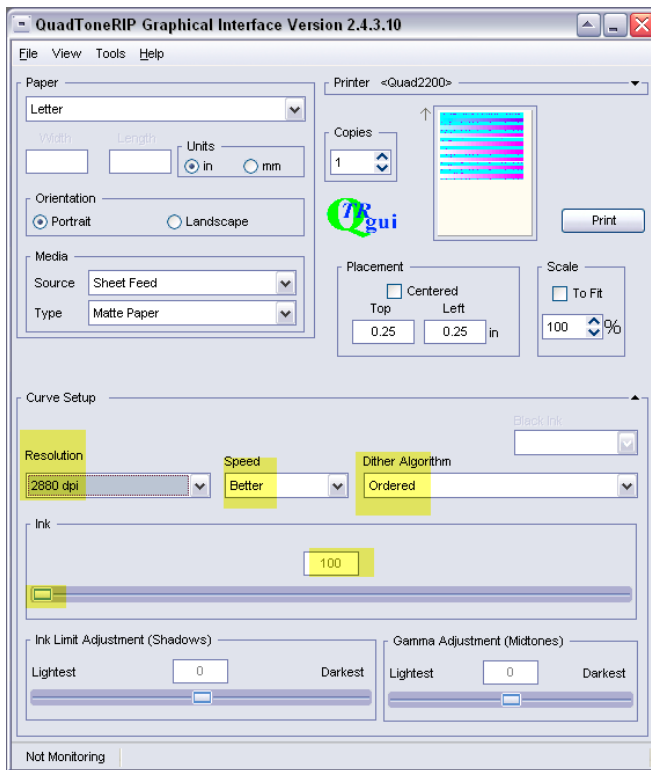 QuadToneRIP Graphical Interface Version 2.4.3.10
File View Tools Help
Paper
Letter
Width Length
Units
in mm
Orientation
Portrait Landscape
Media
Source Sheet Feed
Type Matte Paper
Printer <Quad2200>
Copies
1
QTR gui
Print
Placement
Centered
Top Left
0.25 0.25 in
Scale
To Fit
100 %
Curve Setup
Black Ink
Resolution Speed Dither Algorithm
2880 dpi Better Ordered
Ink
100
Ink Limit Adjustment (Shadows)
Lightest 0 Darkest
Gamma Adjustment (Midtones)
Lightest 0 Darkest
Not Monitoring